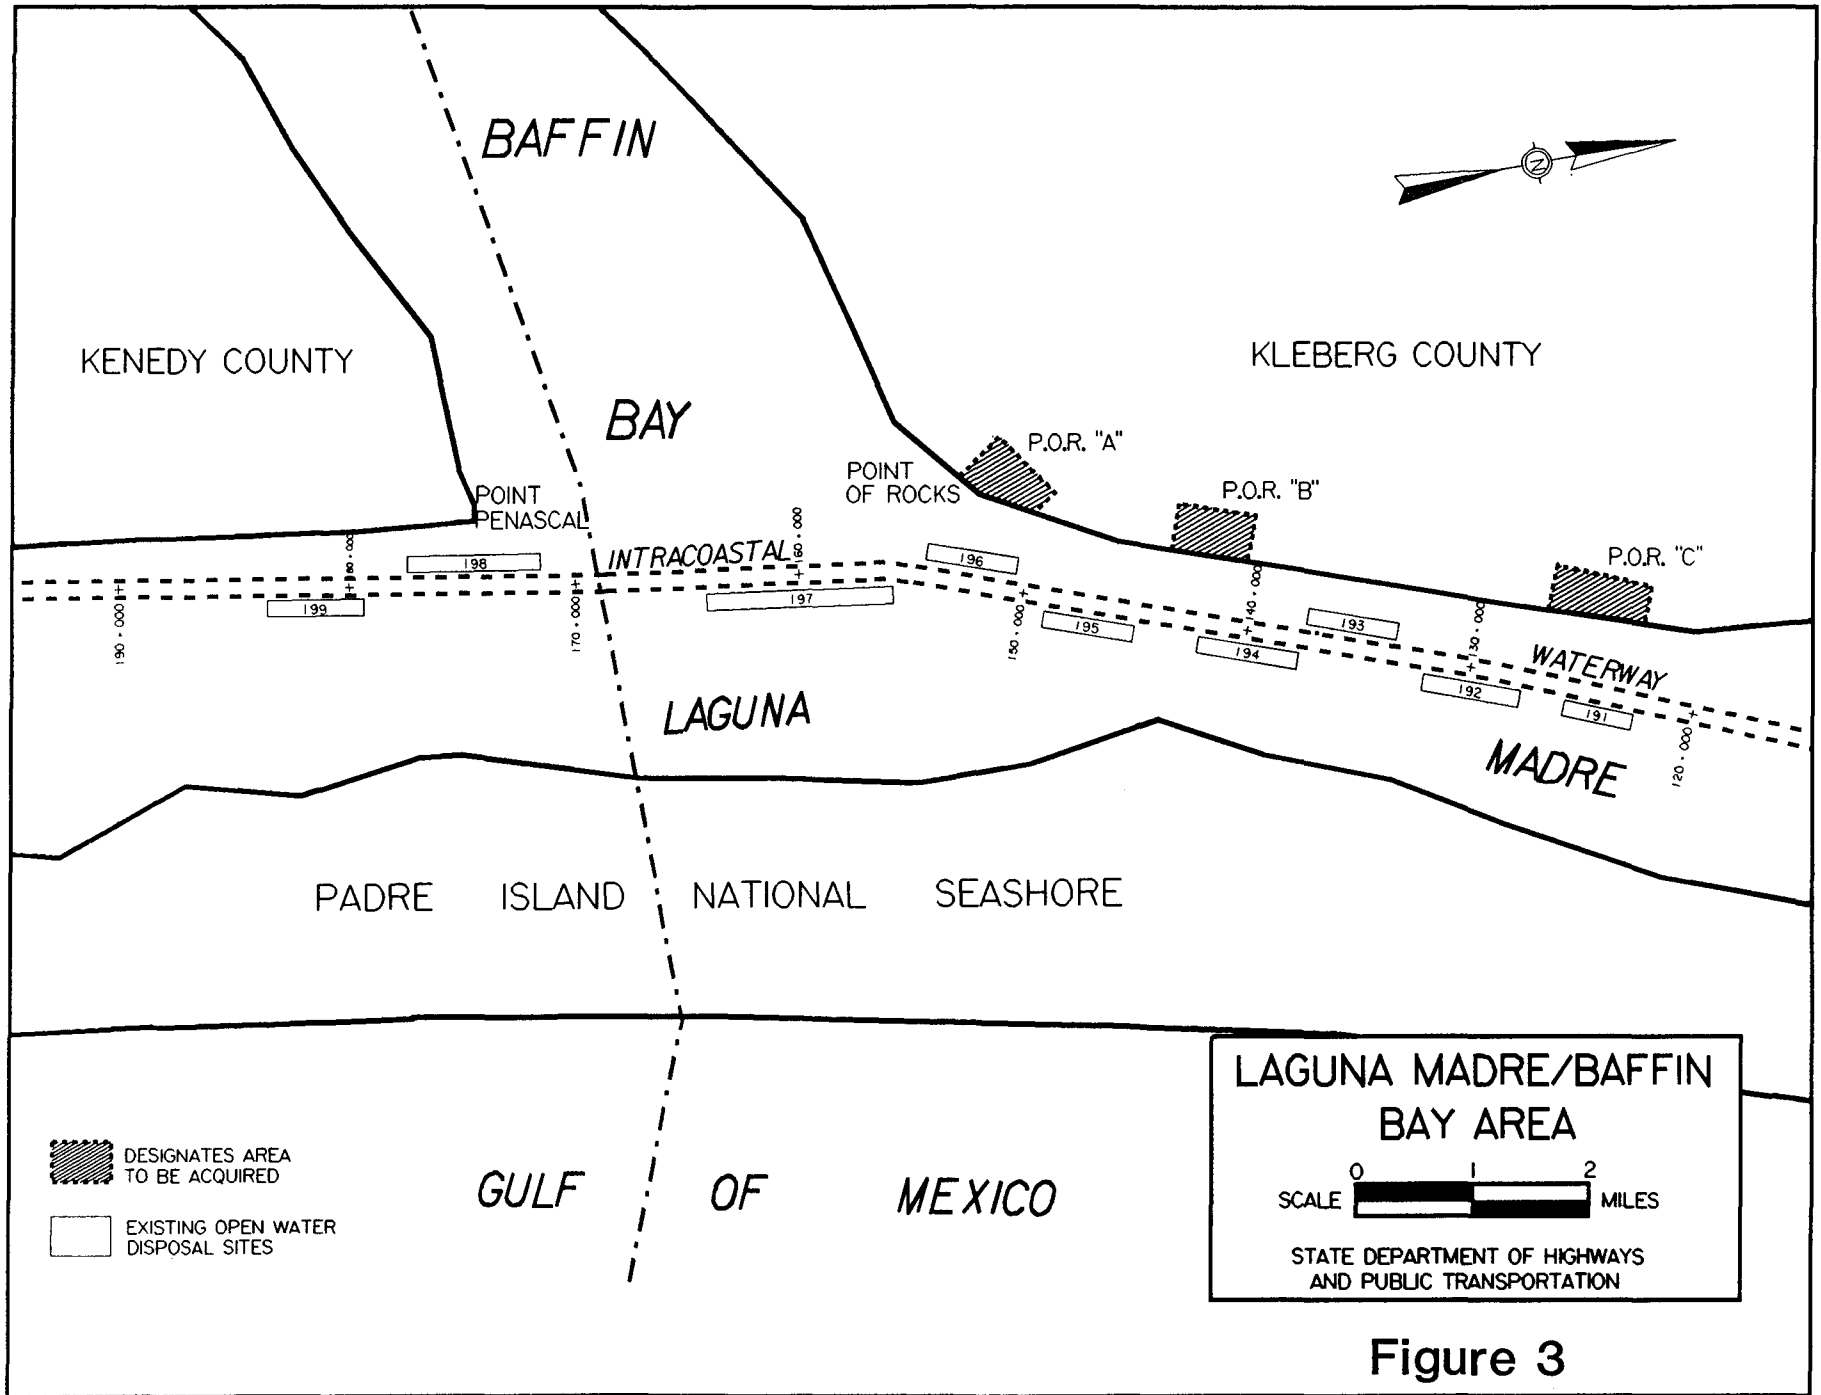 BAFFIN
N
KENEDY COUNTY
KLEBERG COUNTY
BAY
P.O.R. "A"
POINT
OF ROCKS
P.O.R. "B"
POINT
PENASCAL
P.O.R. "C"
INTRACOASTAL
WATERWAY
198
199
197
196
195
194
193
192
191
190+000
180+000
170+000
160+000
150+000
140+000
130+000
120+000
LAGUNA
MADRE
PADRE ISLAND NATIONAL SEASHORE
GULF OF MEXICO
DESIGNATES AREA
TO BE ACQUIRED
EXISTING OPEN WATER
DISPOSAL SITES
LAGUNA MADRE/BAFFIN
BAY AREA
0 1 2
SCALE MILES
STATE DEPARTMENT OF HIGHWAYS
AND PUBLIC TRANSPORTATION
Figure 3